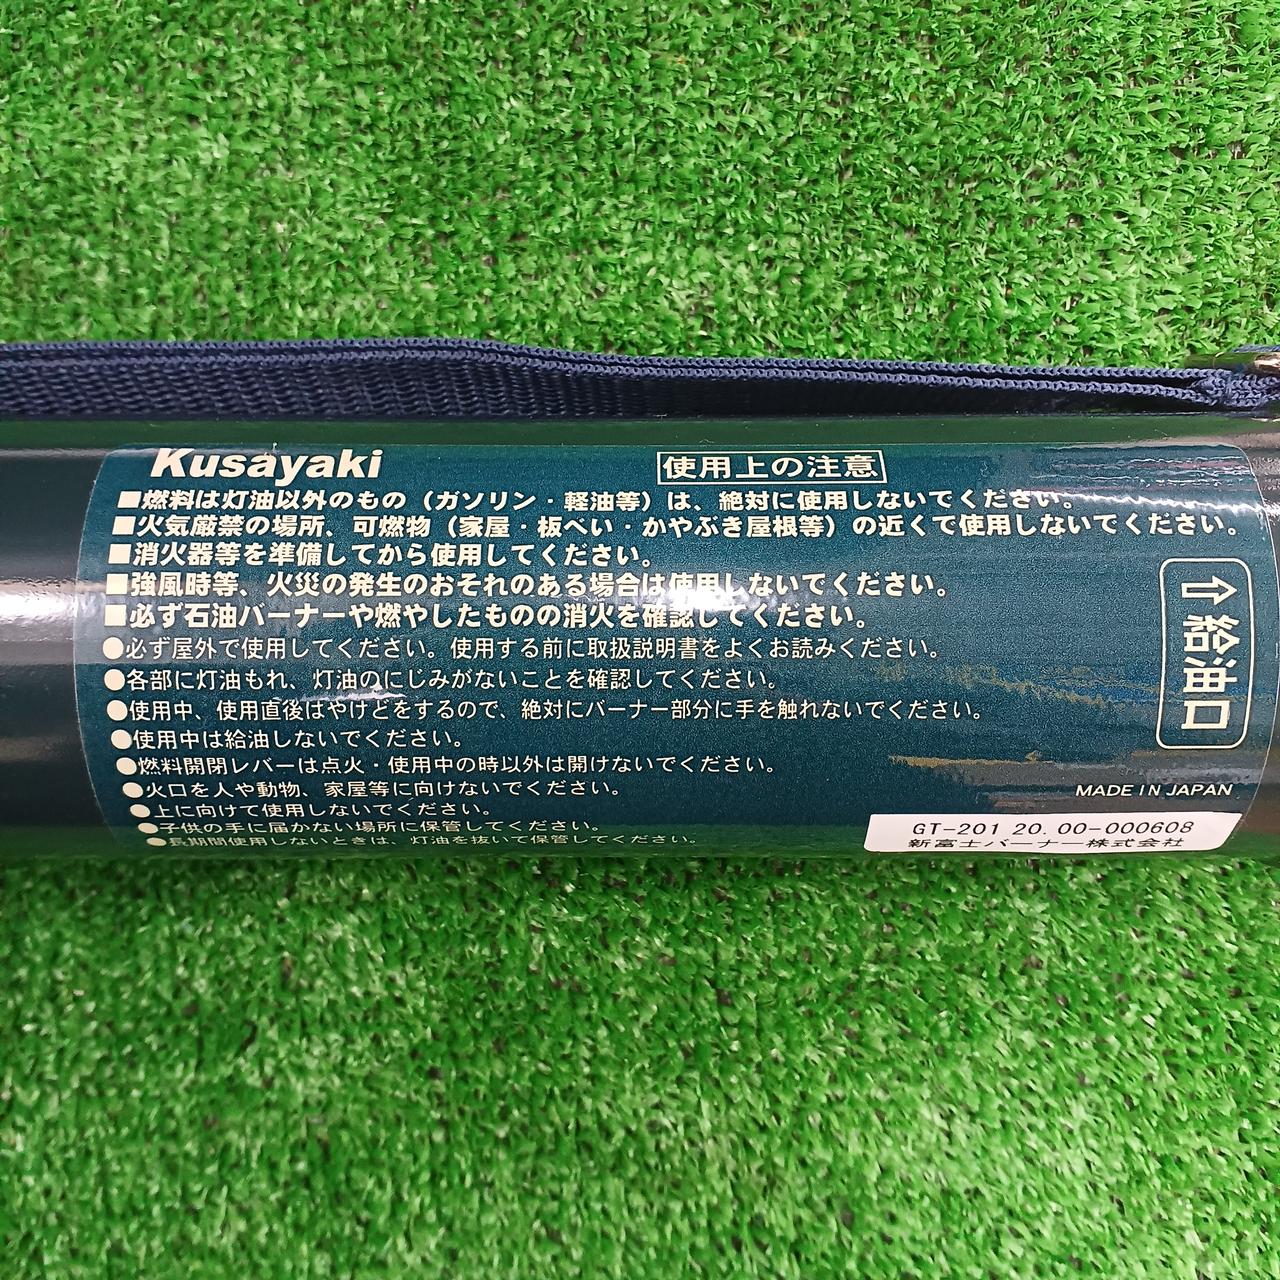 Kusayaki
使用上の注意
■燃料は灯油以外のもの（ガソリン・軽油等）は、絶対に使用しないでください。
■火気厳禁の場所、可燃物（家屋・板べい・かやぶき屋根等）の近くで使用しないでください。
■消火器等を準備してから使用してください。
■強風時等、火災の発生のおそれのある場合は使用しないでください。
■必ず石油バーナーや燃やしたものの消火を確認してください。
●必ず屋外で使用してください。使用する前に取扱説明書をよくお読みください。
●各部に灯油もれ、灯油のにじみがないことを確認してください。
●使用中、使用直後はやけどをするので、絶対にバーナー部分に手を触れないでください。
●使用中は給油しないでください。
●燃料開閉レバーは点火・使用中の時以外は開けないでください。
●火口を人や動物、家屋等に向けないでください。
●上に向けて使用しないでください。
●子供の手に届かない場所に保管してください。
●長期間使用しないときは、灯油を抜いて保管してください。
⇧給油口
MADE IN JAPAN
GT-201 20.00-000608
新富士バーナー株式会社